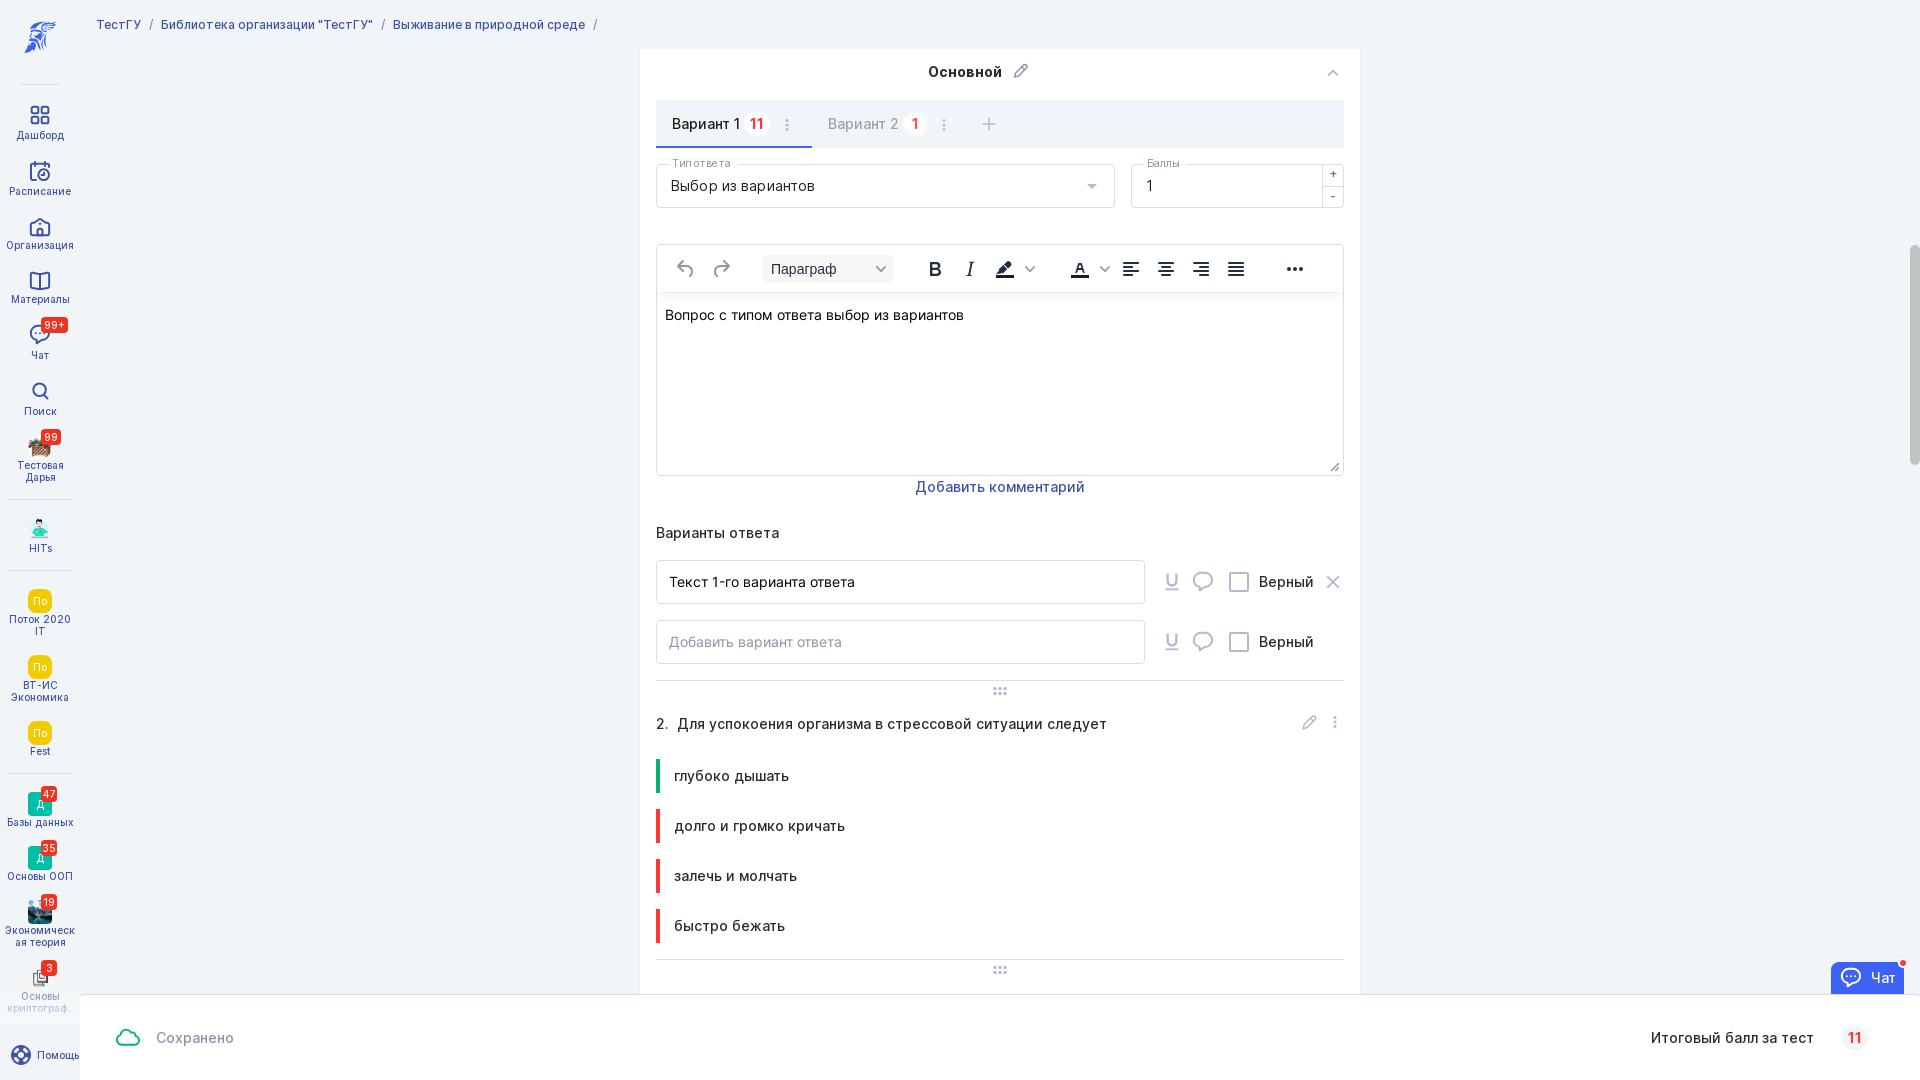 ТестГУ / Библиотека организации "ТестГУ" / Выживание в природной среде /
Дашборд
Расписание
Организация
Материалы
99+
Чат
Поиск
99
Тестовая
Дарья
HITs
По
Поток 2020
IT
По
ВТ-ИС
Экономика
По
Fest
47
Д
Базы данных
35
Д
Основы ООП
19
Экономическ
ая теория
3
Основы
криптограф...
Помощь
Основной
Вариант 1 11 Вариант 2 1
Тип ответа
Выбор из вариантов
Баллы
1
+
-
Параграф
Вопрос с типом ответа выбор из вариантов
Добавить комментарий
Варианты ответа
Текст 1-го варианта ответа Верный
Добавить вариант ответа Верный
2. Для успокоения организма в стрессовой ситуации следует
глубоко дышать
долго и громко кричать
залечь и молчать
быстро бежать
Чат
Сохранено
Итоговый балл за тест 11